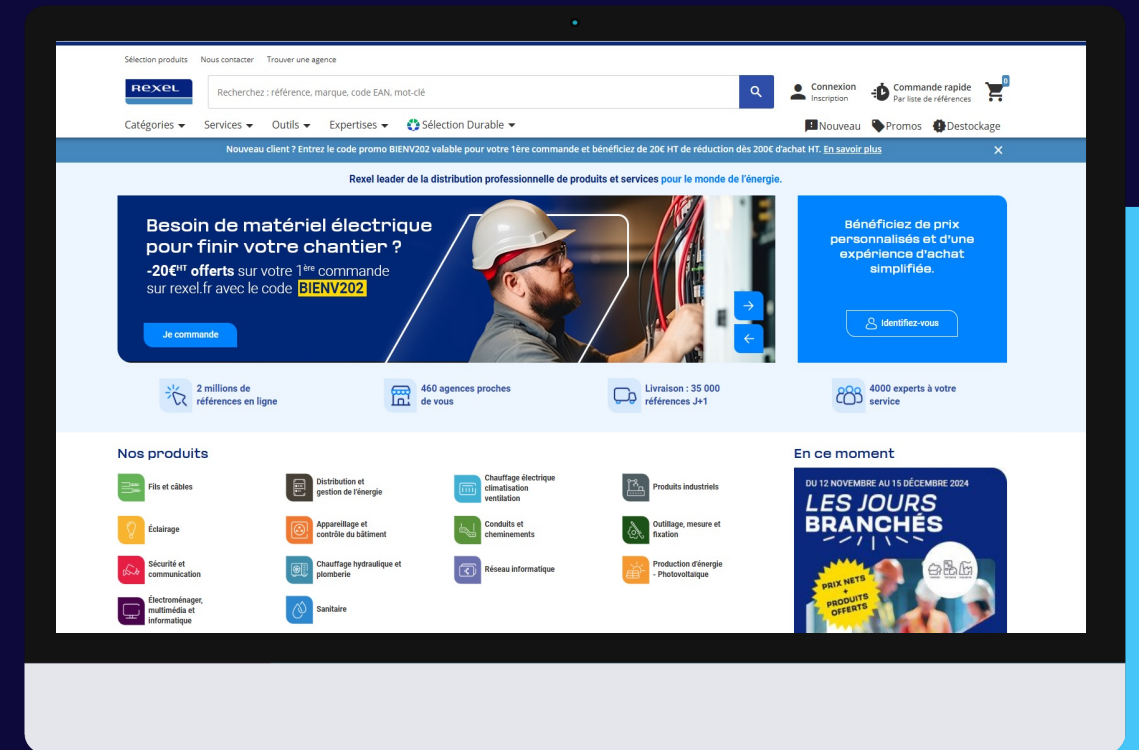 Sélection produits Nous contacter Trouver une agence
REXEL
Recherchez : référence, marque, code EAN, mot-clé
Connexion
Inscription
Commande rapide
Par liste de références
0
Catégories Services Outils Expertises Sélection Durable
Nouveau Promos Destockage
Nouveau client ? Entrez le code promo BIENV202 valable pour votre 1ère commande et bénéficiez de 20€ HT de réduction dès 200€ d'achat HT. En savoir plus
Rexel leader de la distribution professionnelle de produits et services pour le monde de l'énergie.
Besoin de matériel électrique
pour finir votre chantier ?
-20€HT offerts sur votre 1ère commande
sur rexel.fr avec le code BIENV202
Je commande
Bénéficiez de prix
personnalisés et d'une
expérience d'achat
simplifiée.
Identifiez-vous
2 millions de
références en ligne
460 agences proches
de vous
Livraison : 35 000
références J+1
4000 experts à votre
service
Nos produits
Fils et câbles
Distribution et
gestion de l'énergie
Chauffage électrique
climatisation
ventilation
Produits industriels
Éclairage
Appareillage et
contrôle du bâtiment
Conduits et
cheminements
Outillage, mesure et
fixation
Sécurité et
communication
Chauffage hydraulique et
plomberie
Réseau informatique
Production d'énergie
- Photovoltaïque
Électroménager,
multimédia et
informatique
Sanitaire
En ce moment
DU 12 NOVEMBRE AU 15 DÉCEMBRE 2024
LES JOURS
BRANCHÉS
PRIX NETS
+
PRODUITS
OFFERTS